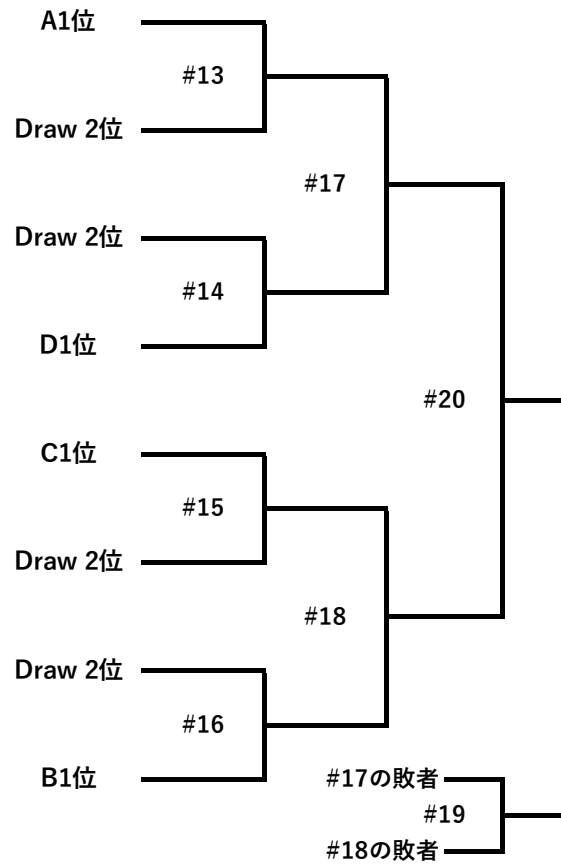 A1位
#13
Draw 2位
#17
Draw 2位
#14
D1位
#20
C1位
#15
Draw 2位
#18
Draw 2位
#16
B1位
#17の敗者
#19
#18の敗者